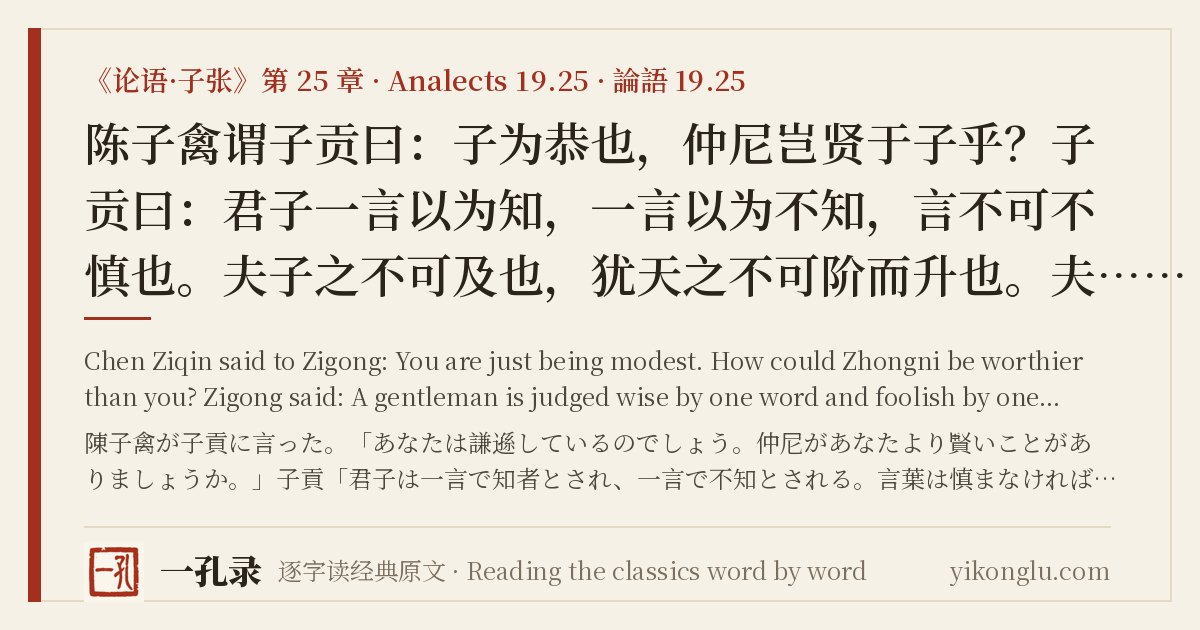 《论语·子张》第 25 章 · Analects 19.25 · 論語 19.25
陈子禽谓子贡曰：子为恭也，仲尼岂贤于子乎？子
贡曰：君子一言以为知，一言以为不知，言不可不
慎也。夫子之不可及也，犹天之不可阶而升也。夫……
Chen Ziqin said to Zigong: You are just being modest. How could Zhongni be worthier
than you? Zigong said: A gentleman is judged wise by one word and foolish by one...
陳子禽が子貢に言った。「あなたは謙遜しているのでしょう。仲尼があなたより賢いことがあ
りましょうか。」子貢「君子は一言で知者とされ、一言で不知とされる。言葉は慎まなければ…
一孔
一孔录 逐字读经典原文 · Reading the classics word by word yikonglu.com